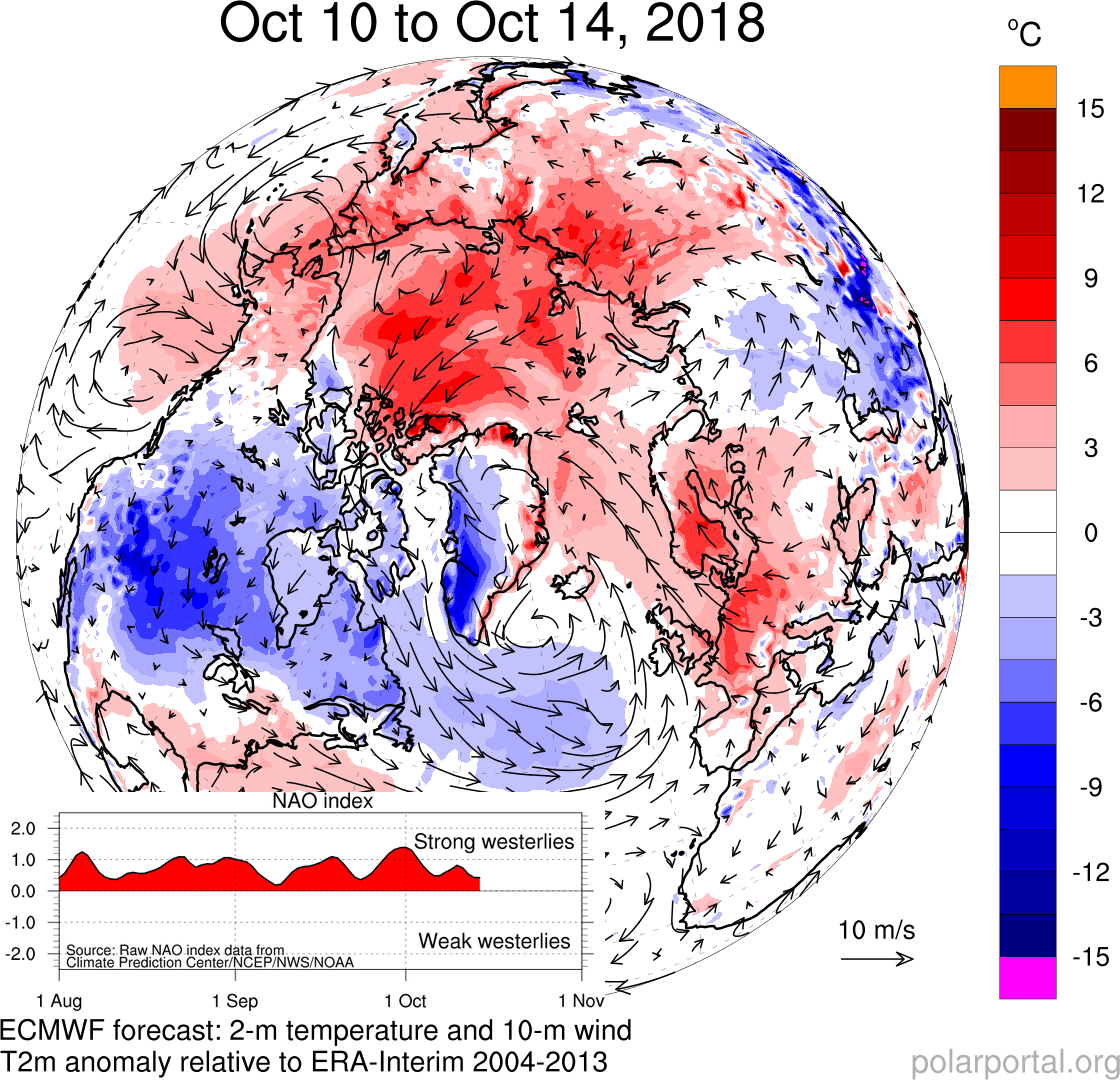 Oct 10 to Oct 14, 2018
oC
15
12
9
6
3
0
-3
-6
-9
-12
-15
10 m/s
NAO index
2.0
1.0
0.0
-1.0
-2.0
Strong westerlies
Weak westerlies
Source: Raw NAO index data from
Climate Prediction Center/NCEP/NWS/NOAA
1 Aug 1 Sep 1 Oct 1 Nov
ECMWF forecast: 2-m temperature and 10-m wind
T2m anomaly relative to ERA-Interim 2004-2013
polarportal.org